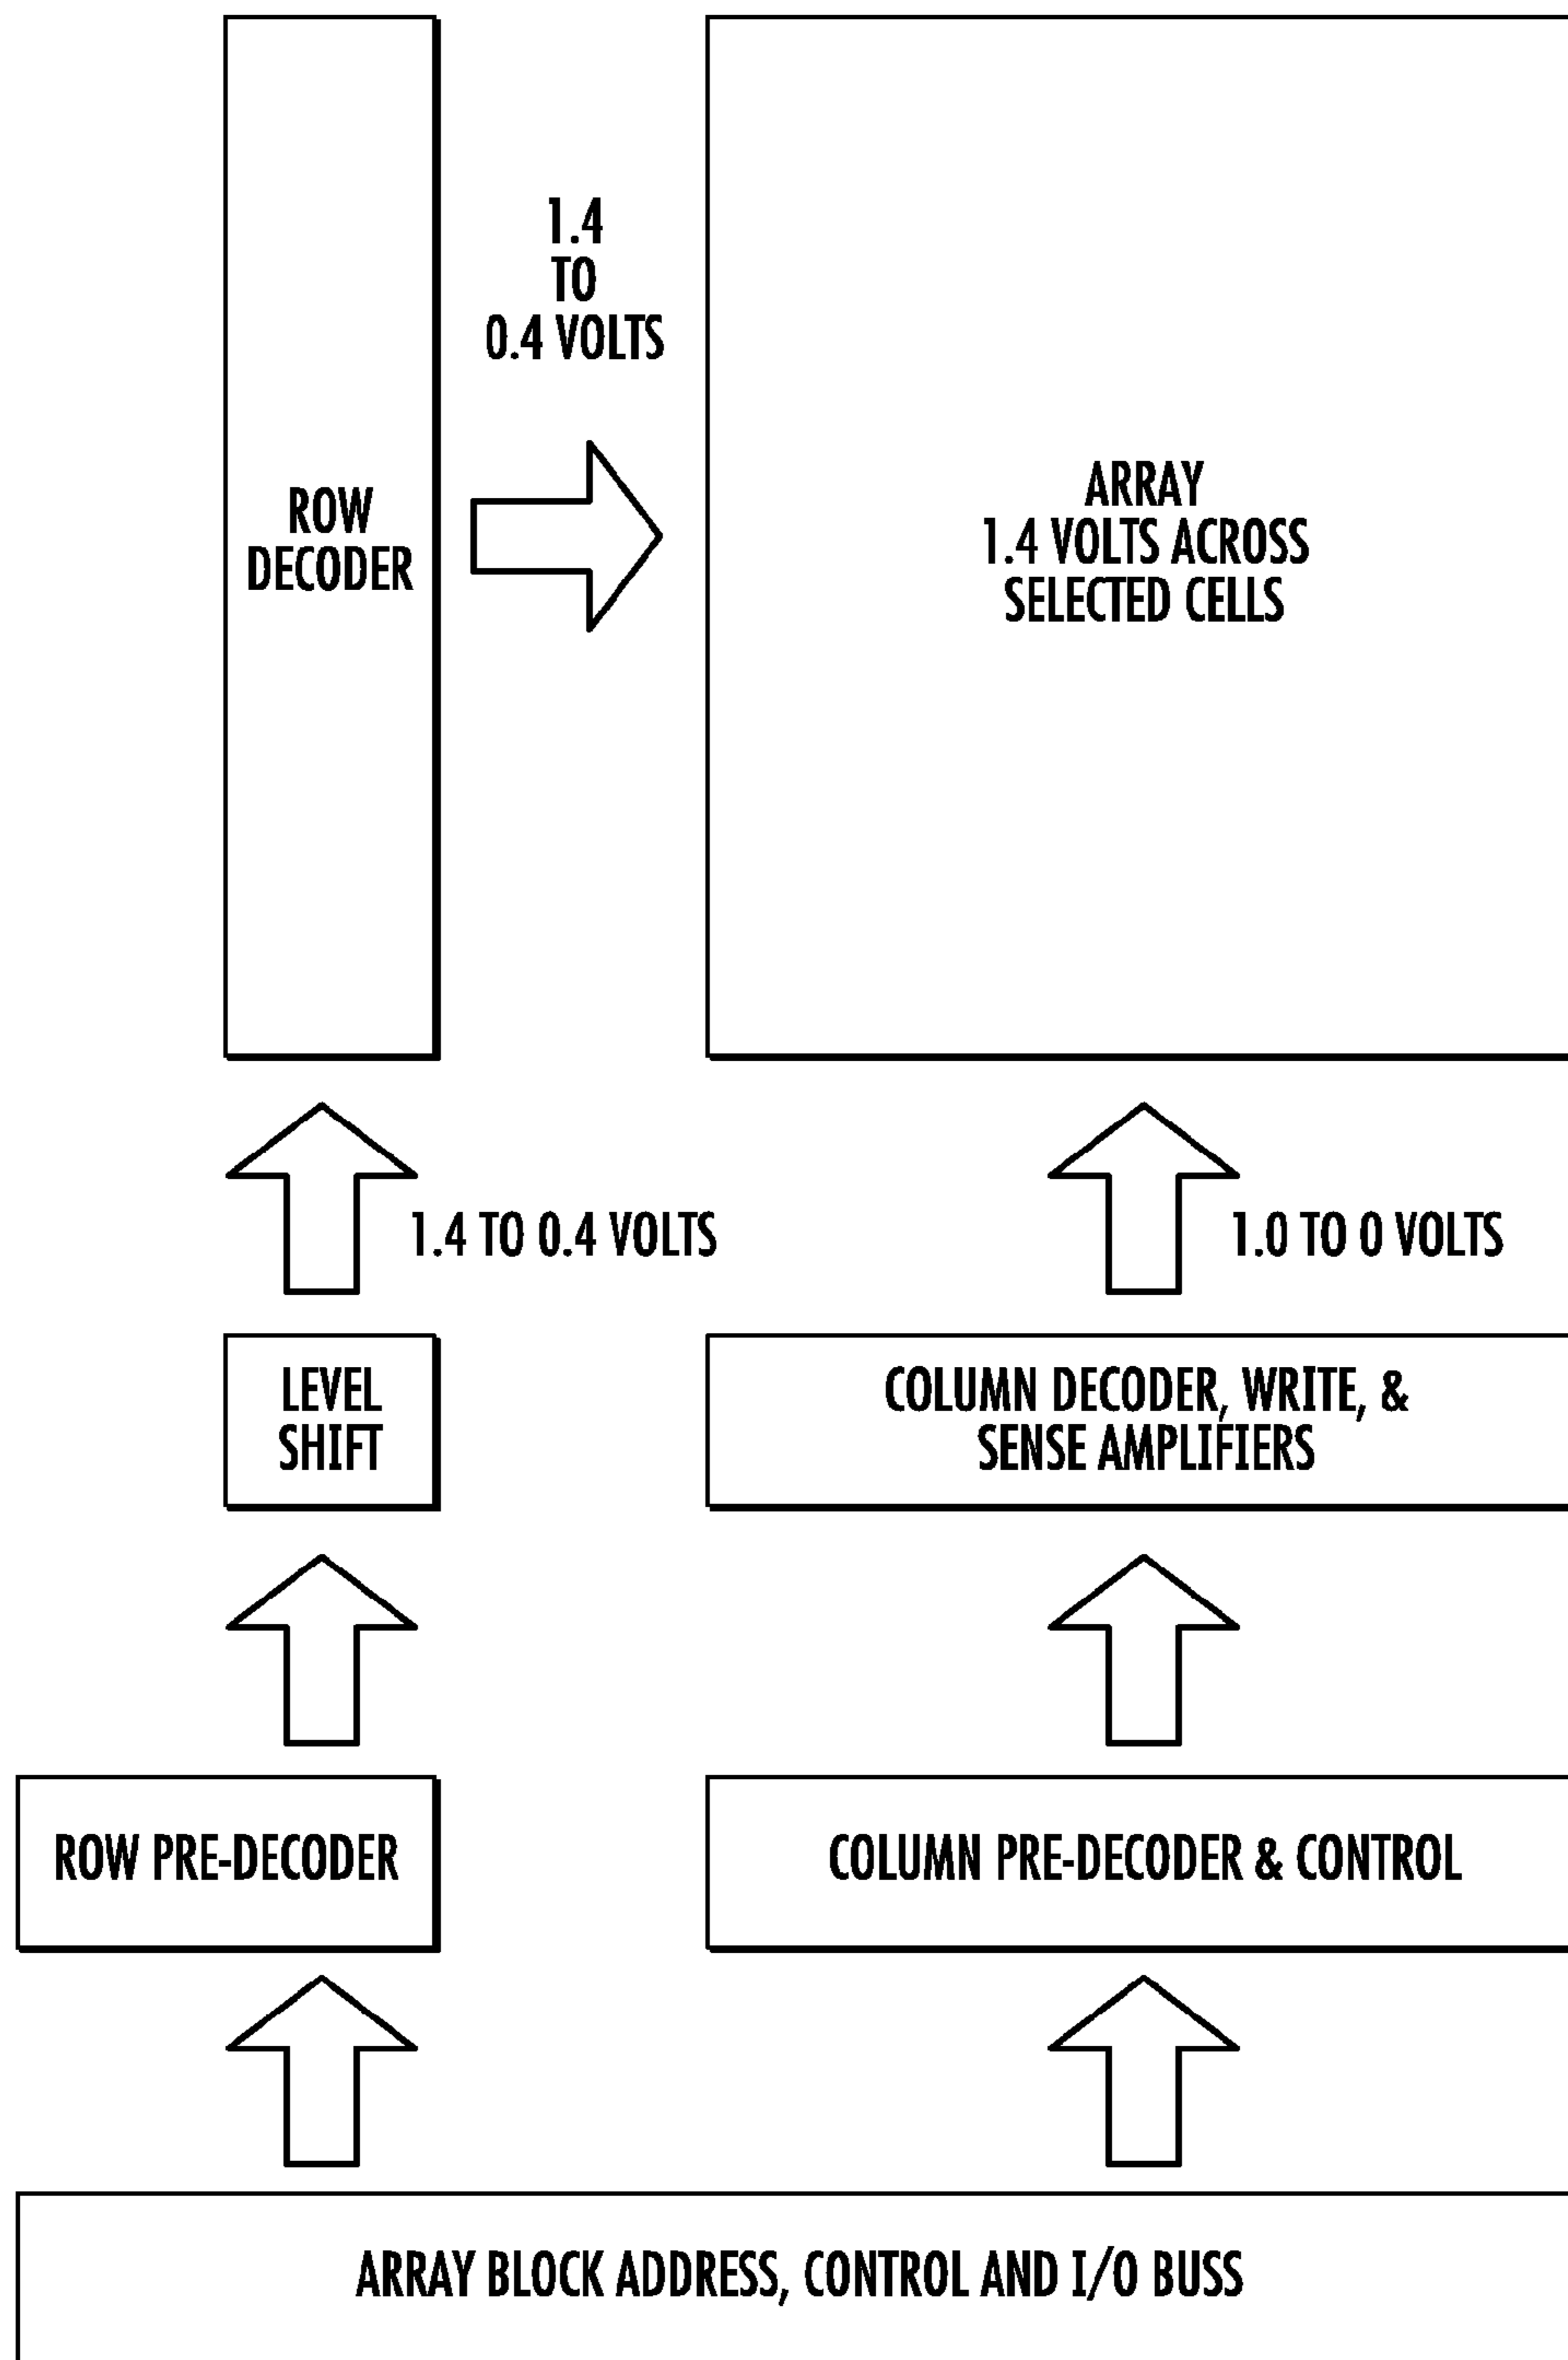 1.4
TO
0.4 VOLTS
ROW
DECODER
ARRAY
1.4 VOLTS ACROSS
SELECTED CELLS
1.4 TO 0.4 VOLTS
1.0 TO 0 VOLTS
LEVEL
SHIFT
COLUMN DECODER, WRITE, &
SENSE AMPLIFIERS
ROW PRE-DECODER
COLUMN PRE-DECODER & CONTROL
ARRAY BLOCK ADDRESS, CONTROL AND I/O BUSS